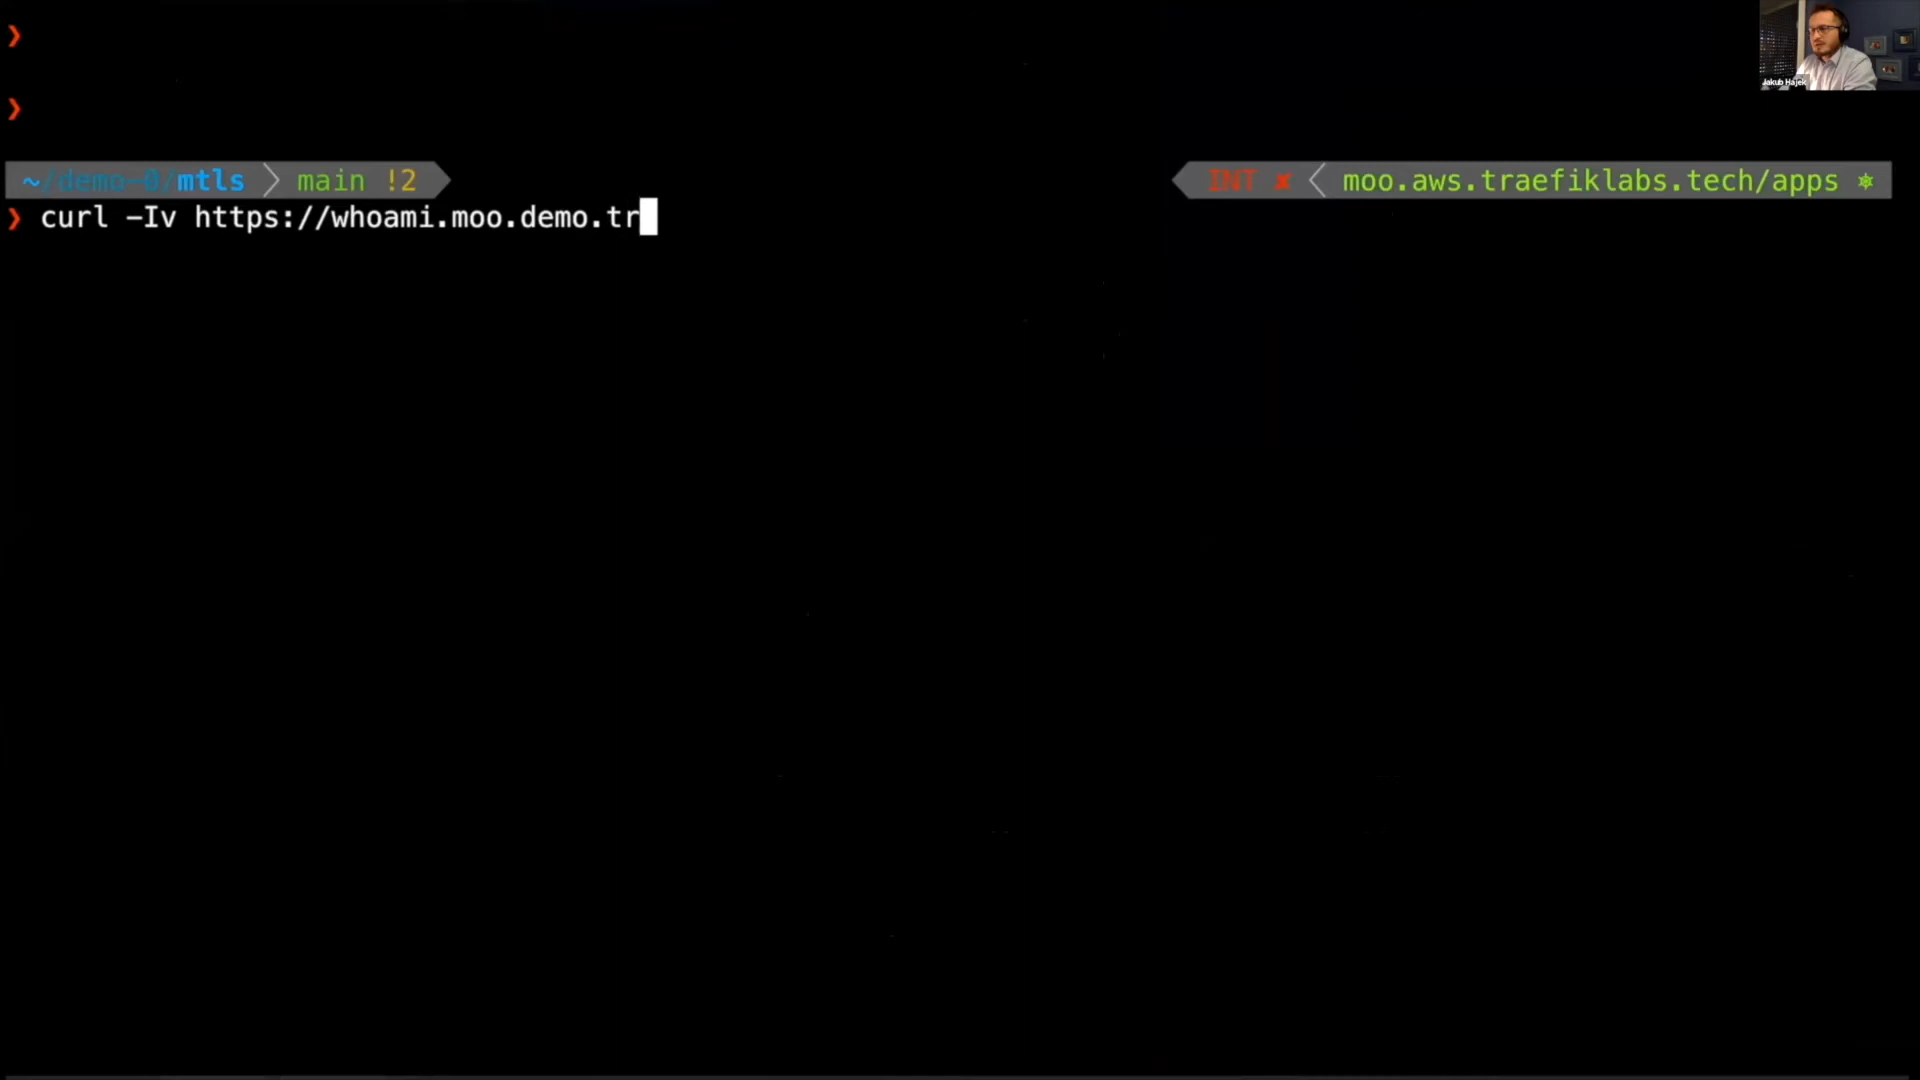 ❯
Jakub Hajek
❯
~/demo-0/mtls main !2 INT ✘ moo.aws.traefiklabs.tech/apps ⎈
❯ curl -Iv https://whoami.moo.demo.tr